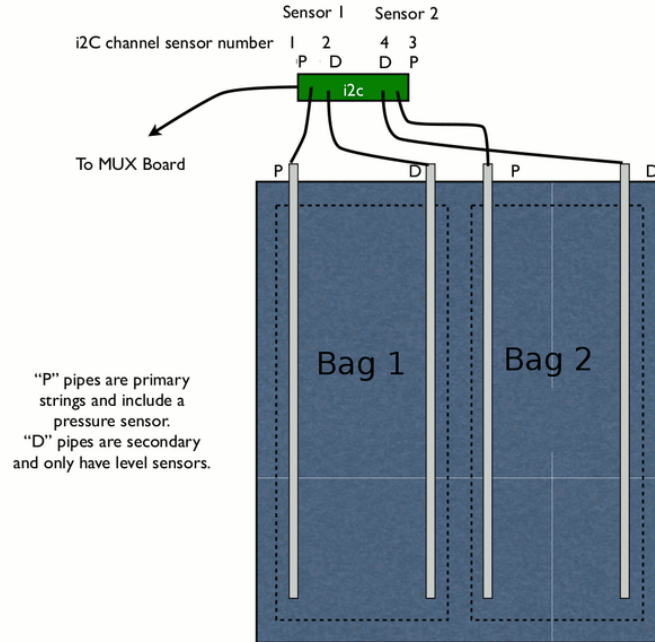 Sensor 1 Sensor 2
i2C channel sensor number 1 2 4 3
P D D P
i2c
To MUX Board
P D P D
Bag 1 Bag 2
“P” pipes are primary
strings and include a
pressure sensor.
“D” pipes are secondary
and only have level sensors.